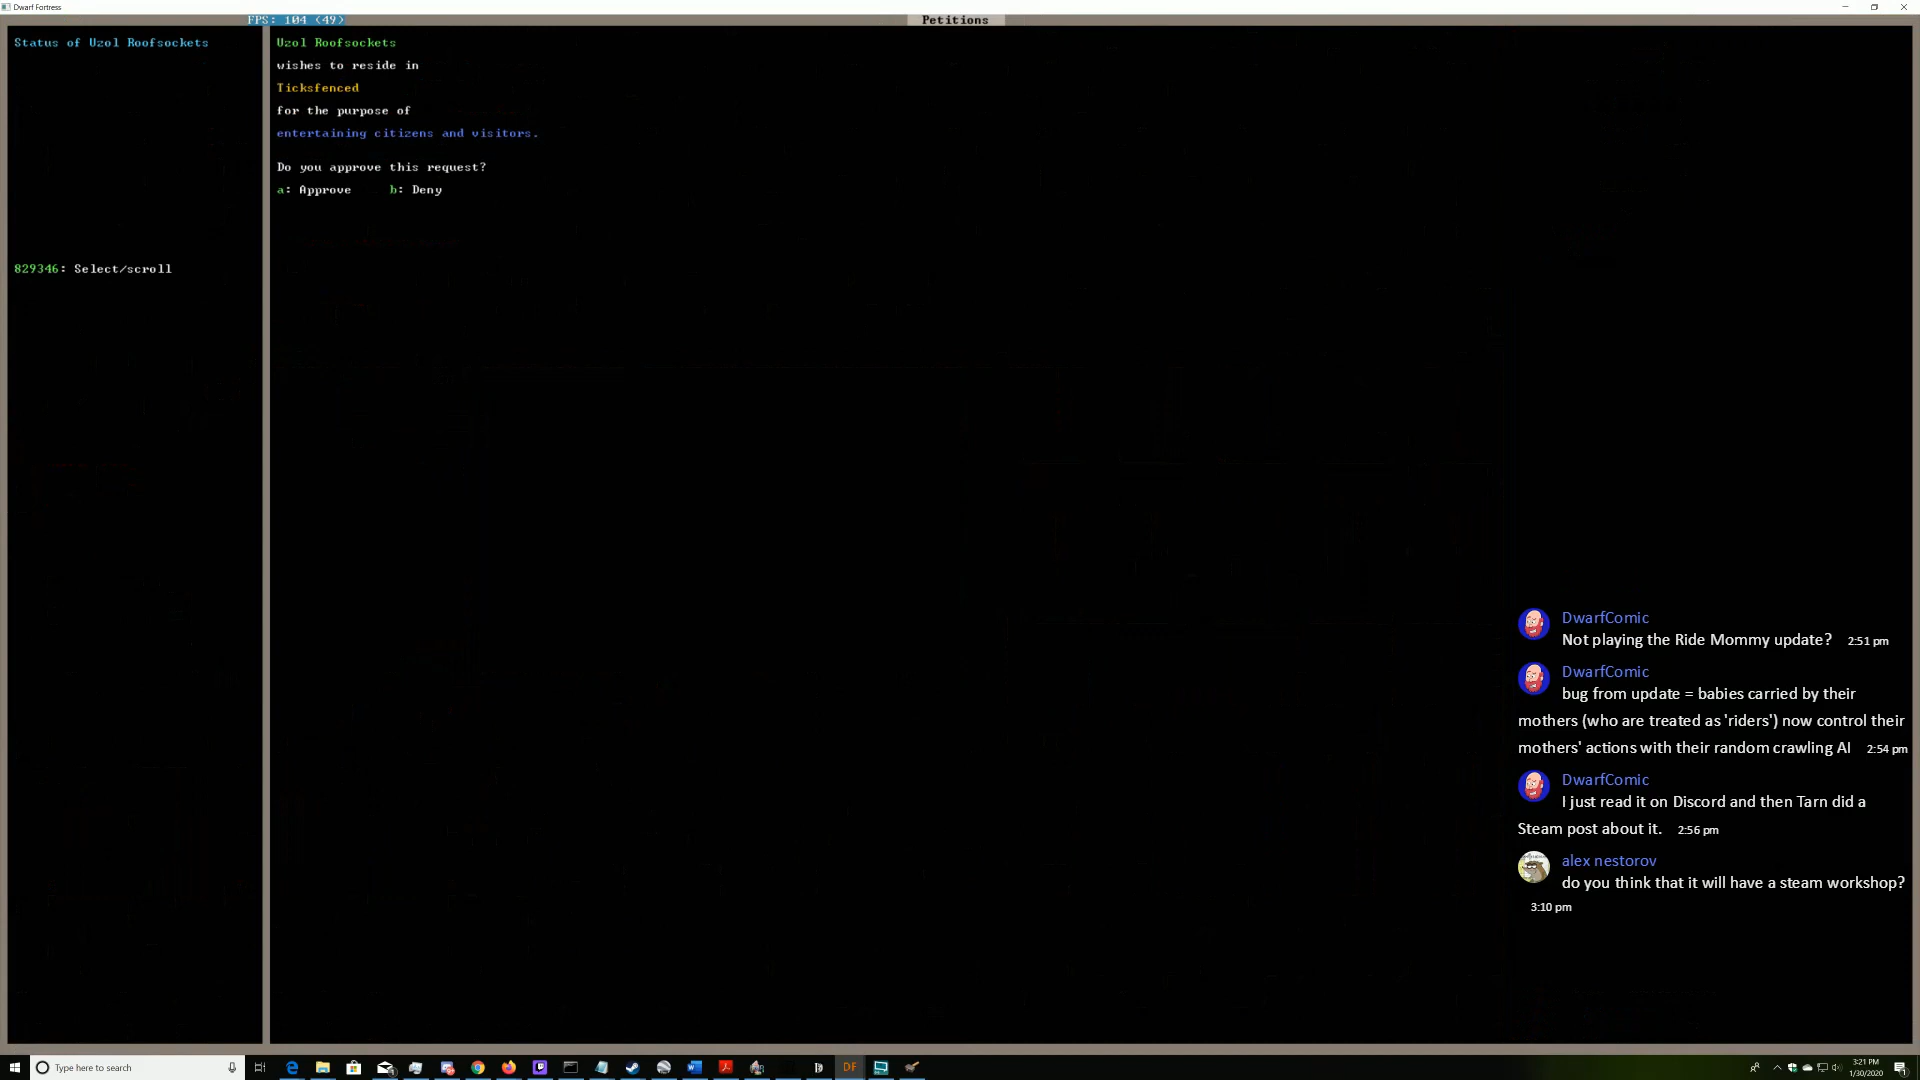 Dwarf Fortress
FPS: 104 (49)
Petitions
Status of Uzol Roofsockets
829346: Select/scroll
Uzol Roofsockets
wishes to reside in
Ticksfenced
for the purpose of
entertaining citizens and visitors.
Do you approve this request?
a: Approve b: Deny
DwarfComic
Not playing the Ride Mommy update? 2:51 pm
DwarfComic
bug from update = babies carried by their
mothers (who are treated as 'riders') now control their
mothers' actions with their random crawling AI 2:54 pm
DwarfComic
I just read it on Discord and then Tarn did a
Steam post about it. 2:56 pm
alex nestorov
do you think that it will have a steam workshop?
3:10 pm
Type here to search
DF
3:21 PM
1/30/2020